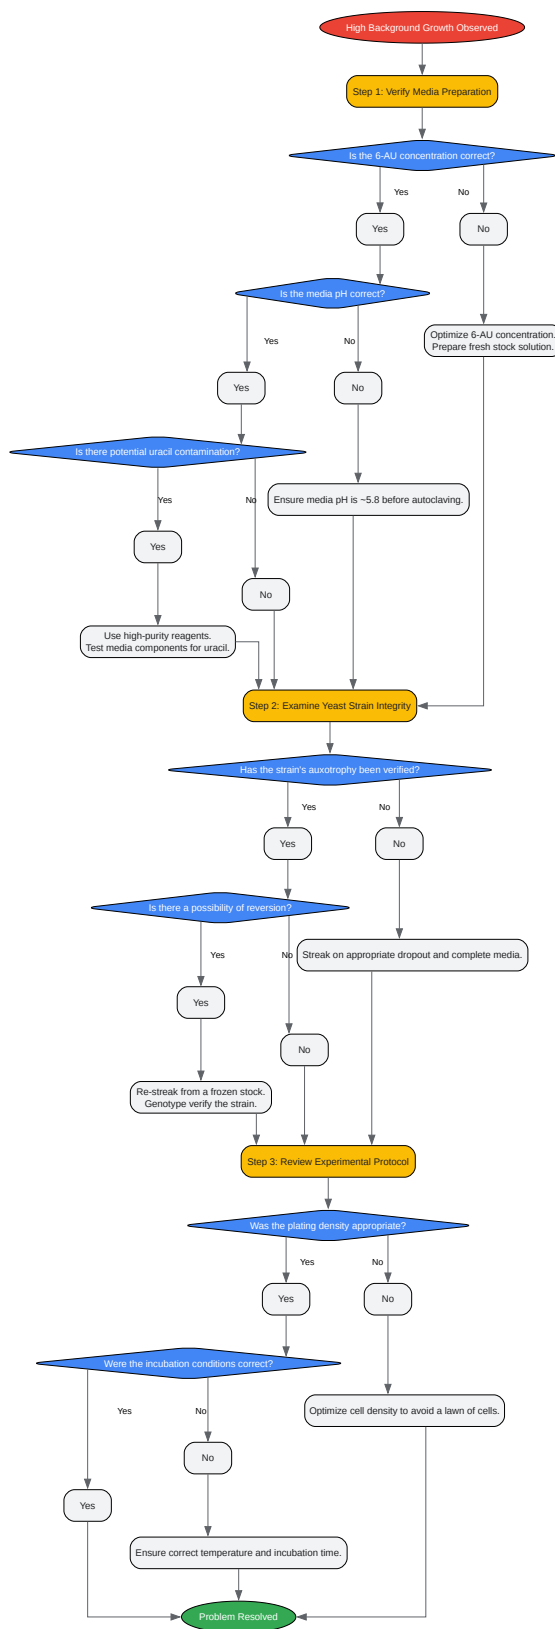 High Background Growth Observed
Step 1: Verify Media Preparation
Is the 6-AU concentration correct?
Yes
No
Yes
No
Is the media pH correct?
Optimize 6-AU concentration.
Prepare fresh stock solution.
Yes
No
Yes
No
Is there potential uracil contamination?
Yes
No
Ensure media pH is ~5.8 before autoclaving.
Yes
No
Use high-purity reagents.
Test media components for uracil.
Step 2: Examine Yeast Strain Integrity
Has the strain's auxotrophy been verified?
Yes
No
Yes
No
Is there a possibility of reversion?
Yes
No
Streak on appropriate dropout and complete media.
Yes
No
Re-streak from a frozen stock.
Genotype verify the strain.
Step 3: Review Experimental Protocol
Was the plating density appropriate?
Yes
No
Yes
No
Were the incubation conditions correct?
Yes
No
Optimize cell density to avoid a lawn of cells.
No
Yes
Ensure correct temperature and incubation time.
Problem Resolved